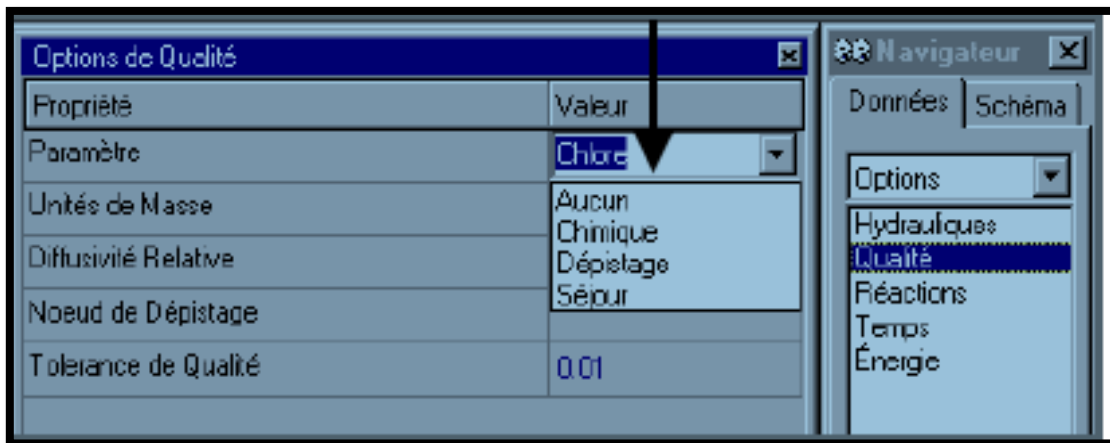 Options de Qualité
Propriété Valeur
Paramètre Chlore
Unités de Masse
Diffusivité Relative
Noeud de Dépistage
Tolerance de Qualité 0.01
Aucun
Chimique
Dépistage
Séjour
Navigateur
Données Schéma
Options
Hydrauliques
Qualité
Réactions
Temps
Énergie